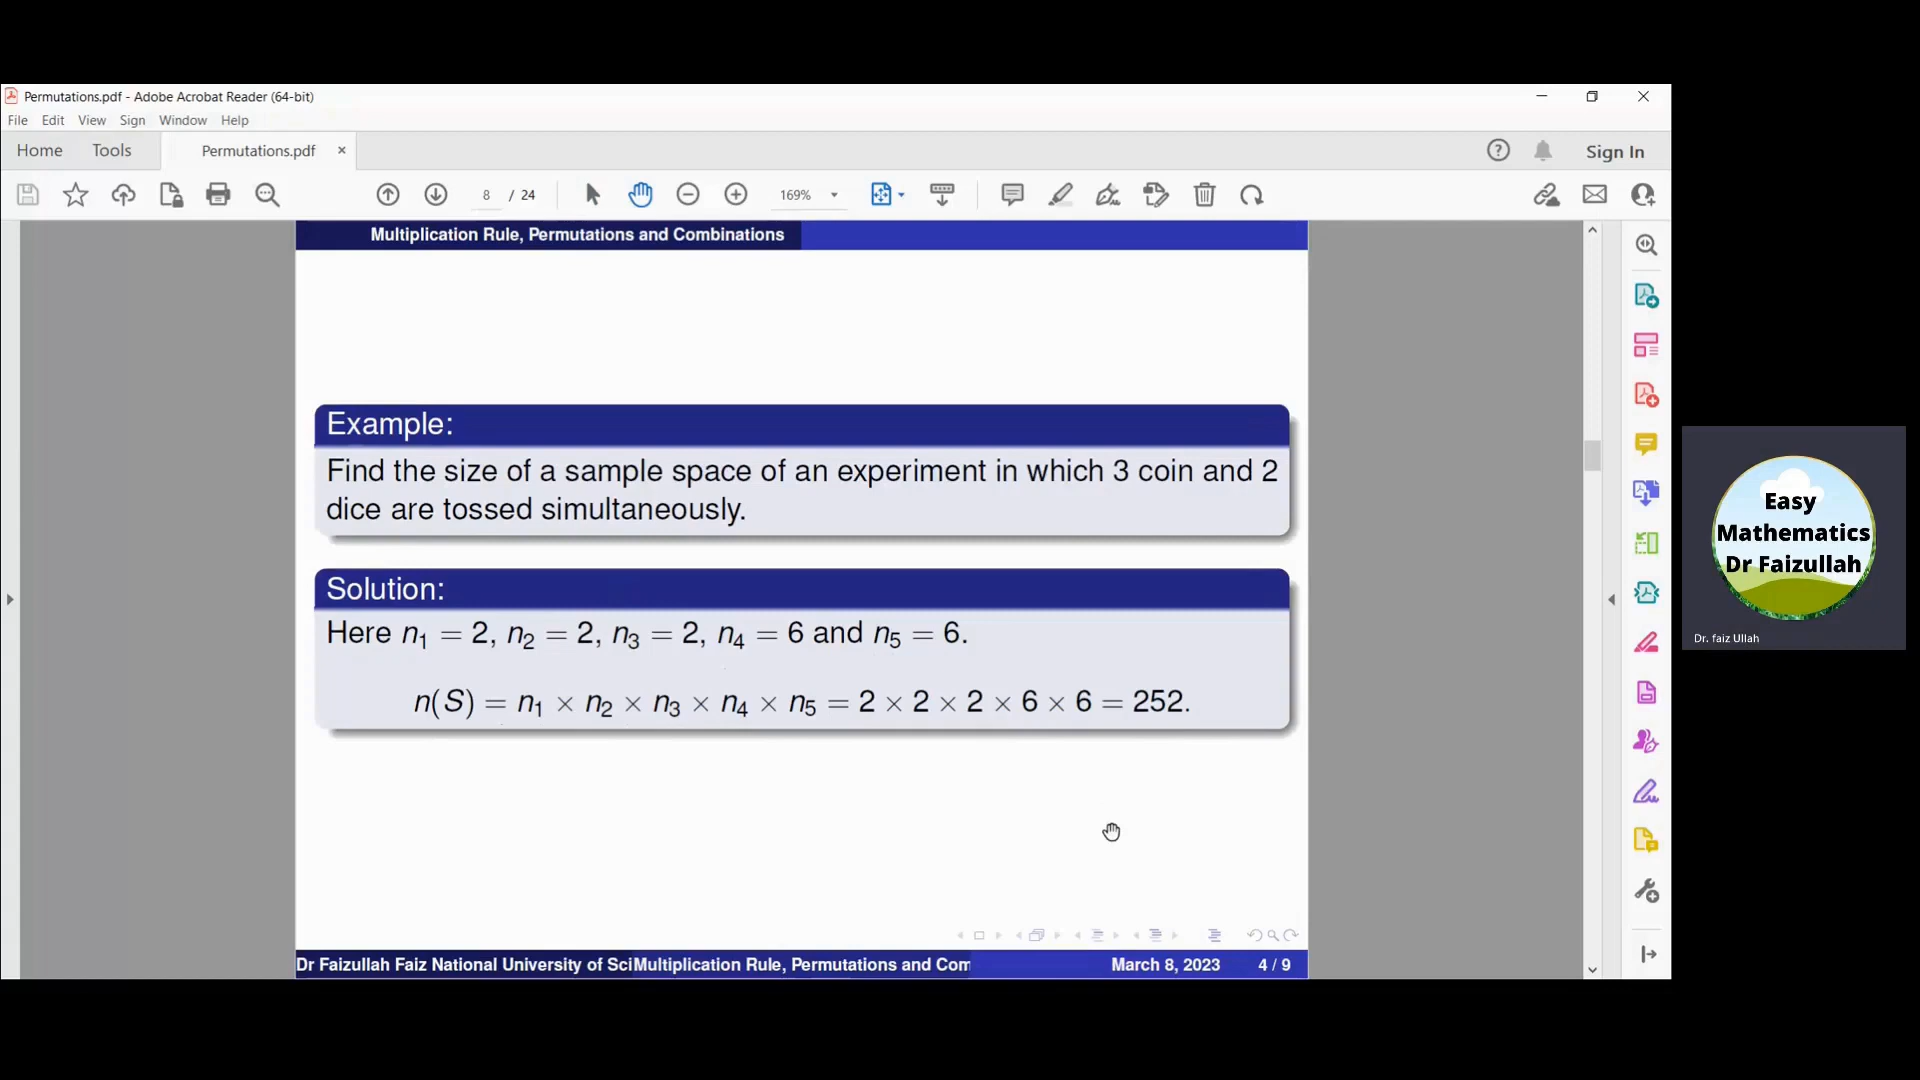 Permutations.pdf - Adobe Acrobat Reader (64-bit)
File Edit View Sign Window Help
Home Tools Permutations.pdf × Sign In
8 / 24 169%
Multiplication Rule, Permutations and Combinations
Example:
Find the size of a sample space of an experiment in which 3 coin and 2
dice are tossed simultaneously.
Solution:
Here n₁ = 2, n₂ = 2, n₃ = 2, n₄ = 6 and n₅ = 6.
n(S) = n₁ × n₂ × n₃ × n₄ × n₅ = 2 × 2 × 2 × 6 × 6 = 252.
Dr Faizullah Faiz National University of Sci Multiplication Rule, Permutations and Com March 8, 2023 4 / 9
Easy
Mathematics
Dr Faizullah
Dr. faiz Ullah